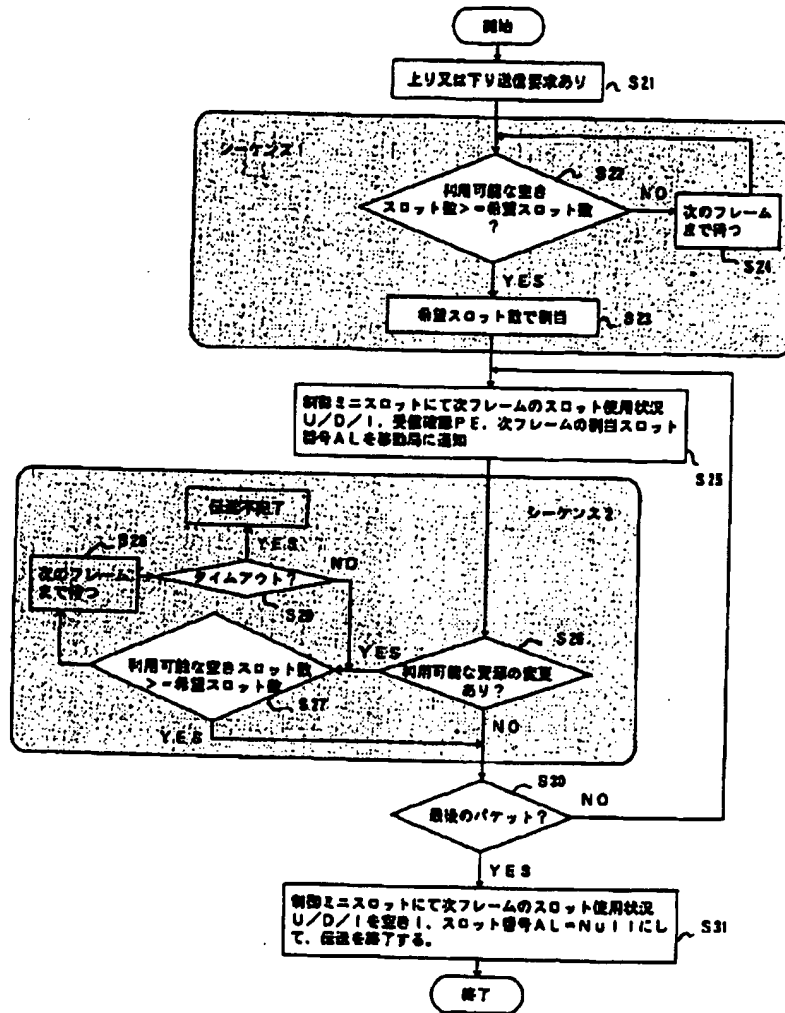 開始
上り又は下り送信要求あり
S21
シーケンス1
S22
利用可能な空き
スロット数>=希望スロット数
?
NO
次のフレーム
まで待つ
S24
YES
希望スロット数で割当
S23
制御ミニスロットにて次フレームのスロット使用状況
U/D/I、受信確認PE、次フレームの割当スロット
番号ALを移動局に通知
S25
伝送未完了
シーケンス2
S28
YES
NO
次のフレーム
まで待つ
タイムアウト?
S29
S26
YES
利用可能な空きスロット数
>=希望スロット数
S27
利用可能な資源の変更
あり?
YES
NO
S30
最後のパケット?
NO
YES
制御ミニスロットにて次フレームのスロット使用状況
U/D/Iを空きI、スロット番号AL=Nullにし
て、伝送を終了する。
S31
終了